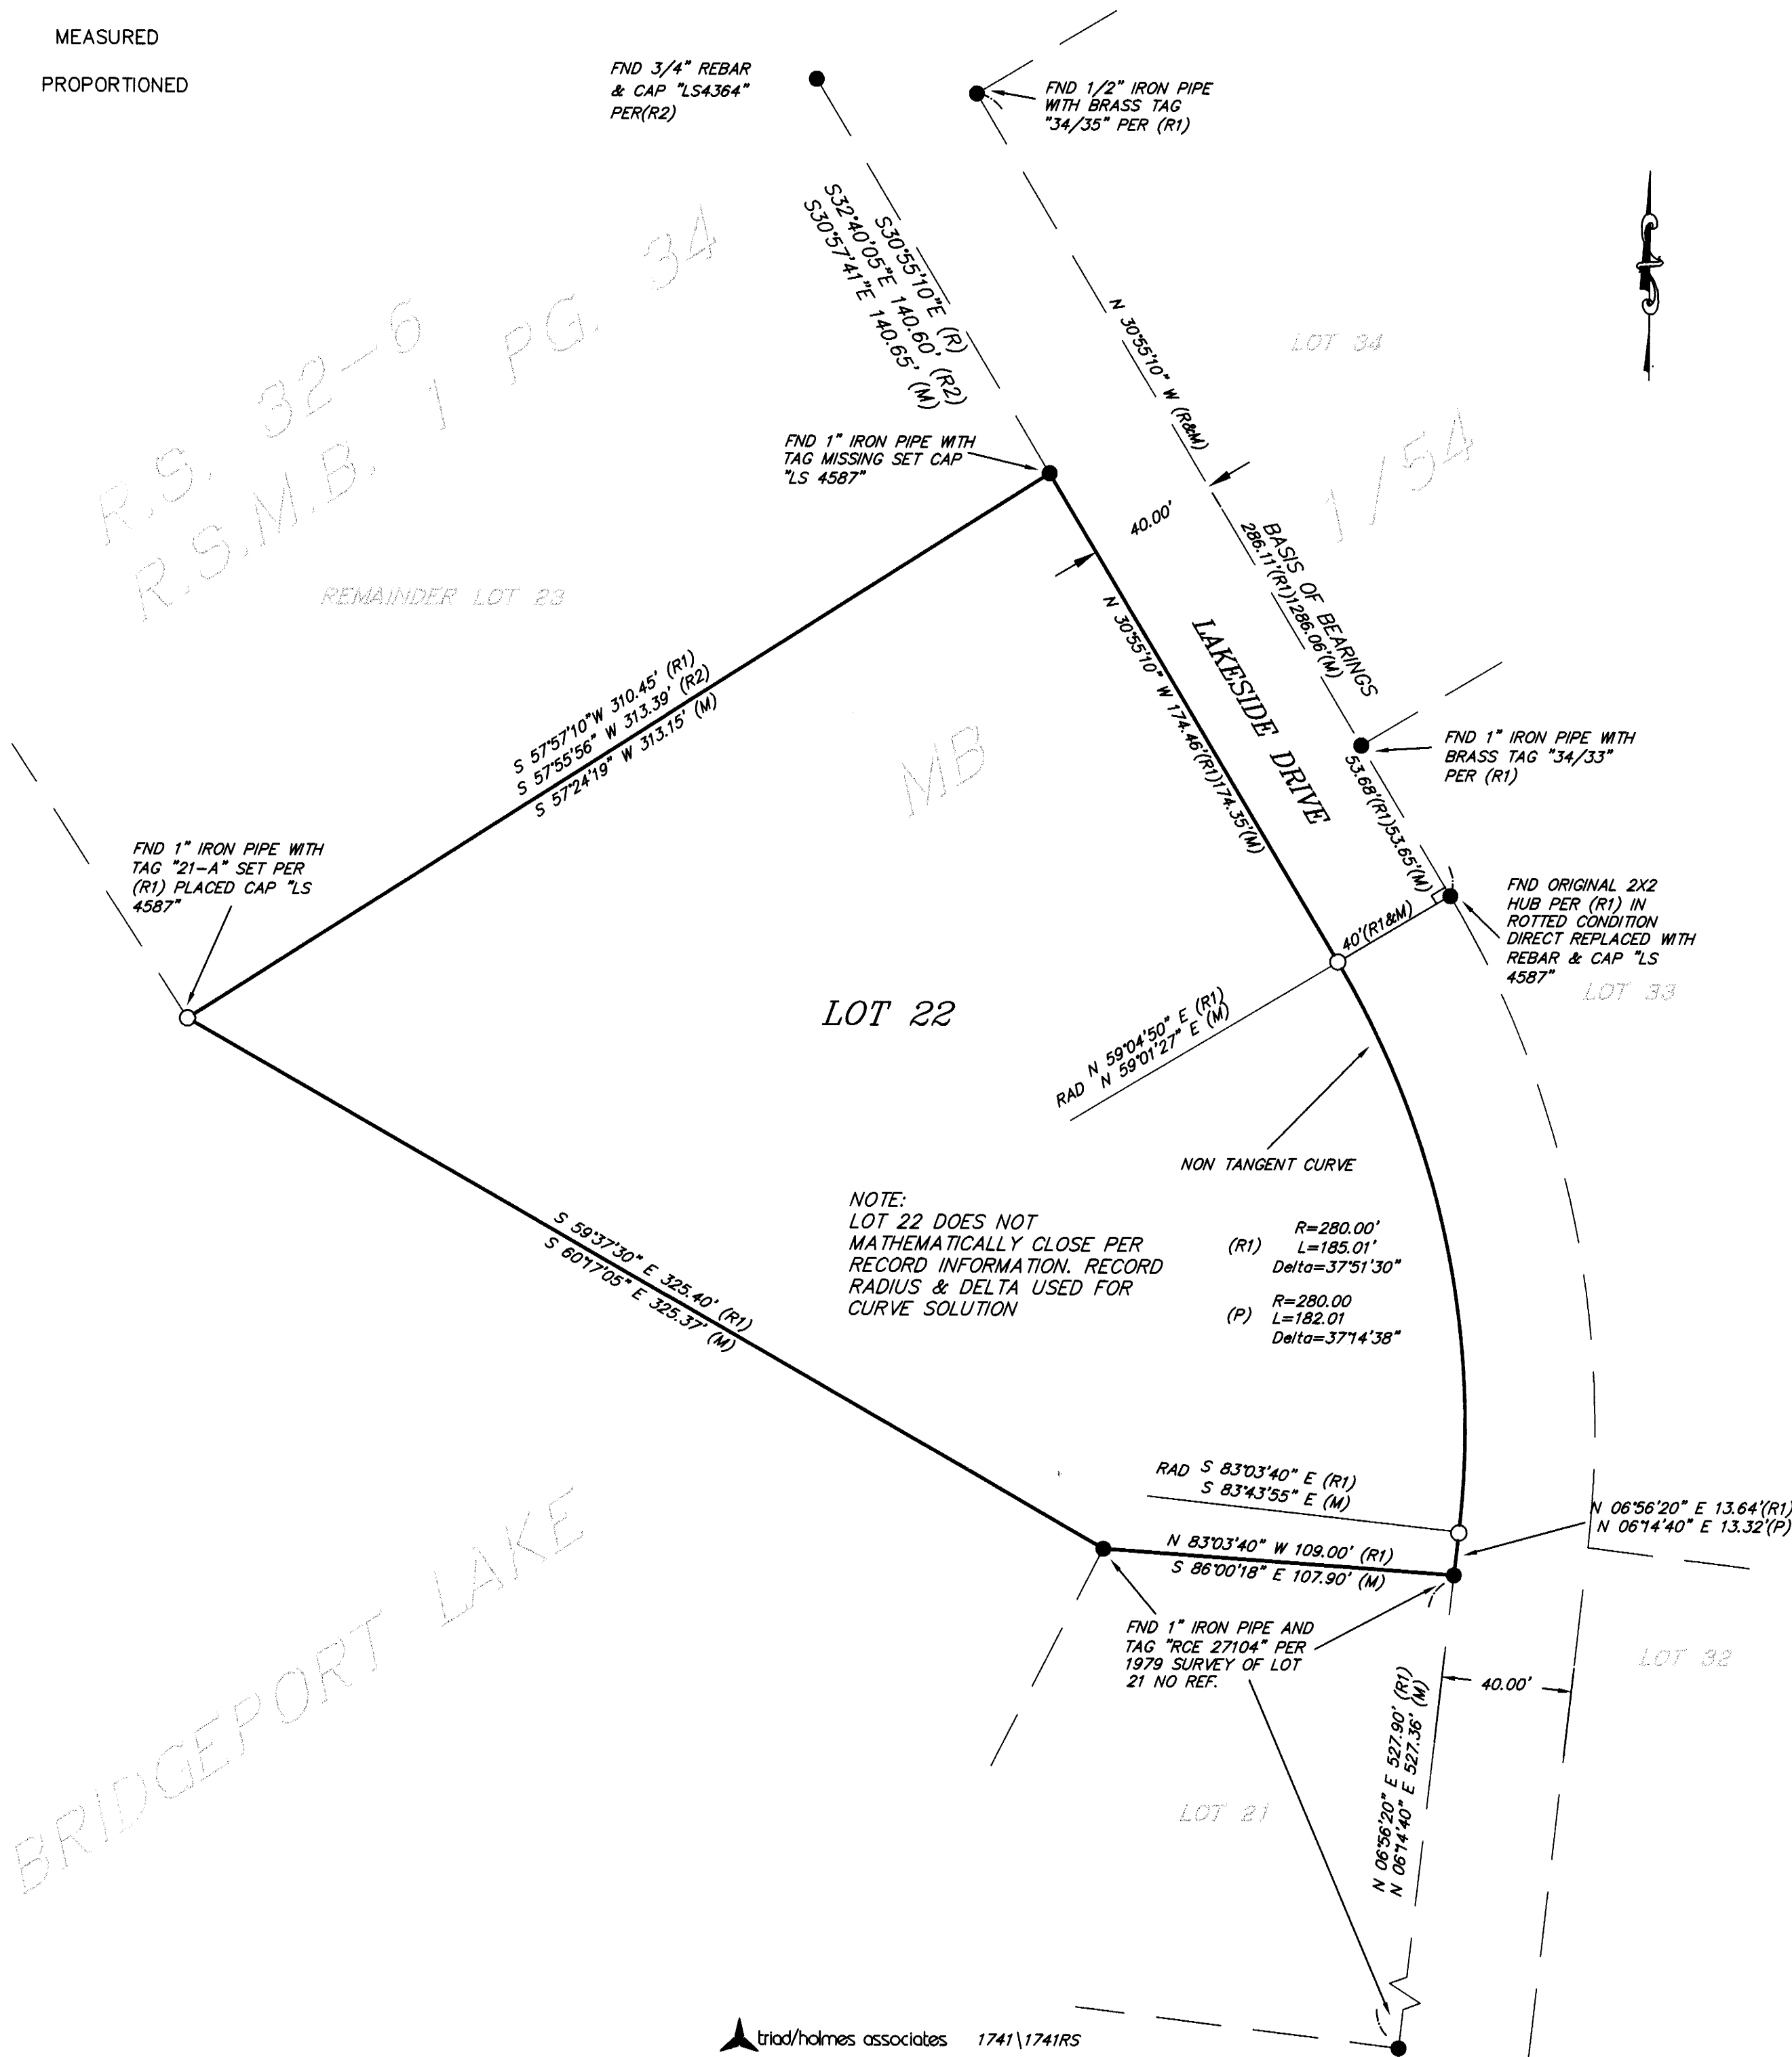 MEASURED
PROPORTIONED
FND 3/4" REBAR
& CAP "LS4364"
PER(R2)
FND 1/2" IRON PIPE
WITH BRASS TAG
"34/35" PER (R1)
S30°55'10"E (R)
S32°40'05"E 140.60' (R2)
S30°57'41"E 140.65' (M)
R.S. 32-6
R.S.M.B. 1 PG. 34
N 30°55'10" W (R&M)
LOT 34
1/54
FND 1" IRON PIPE WITH
TAG MISSING SET CAP
"LS 4587"
40.00'
BASIS OF BEARINGS
286.11'(R1)1286.06'(M)
REMAINDER LOT 23
N 30°55'10" W 174.46'(R1)174.35'(M)
LAKESIDE DRIVE
S 57°57'10"W 310.45' (R1)
S 57°55'56" W 313.39' (R2)
S 57°24'19" W 313.15' (M)
MB
FND 1" IRON PIPE WITH
BRASS TAG "34/33"
PER (R1)
53.68'(R1)53.65'(M)
FND 1" IRON PIPE WITH
TAG "21-A" SET PER
(R1) PLACED CAP "LS
4587"
FND ORIGINAL 2X2
HUB PER (R1) IN
ROTTED CONDITION
DIRECT REPLACED WITH
REBAR & CAP "LS
4587"
40'(R1&M)
LOT 33
LOT 22
N 59°04'50" E (R1)
RAD N 59°01'27" E (M)
NON TANGENT CURVE
NOTE:
LOT 22 DOES NOT
MATHEMATICALLY CLOSE PER
RECORD INFORMATION. RECORD
RADIUS & DELTA USED FOR
CURVE SOLUTION
R=280.00'
(R1) L=185.01'
Delta=37°51'30"
R=280.00
(P) L=182.01
Delta=37°14'38"
S 59°37'30" E 325.40' (R1)
S 60°17'05" E 325.37' (M)
RAD S 83°03'40" E (R1)
S 83°43'55" E (M)
N 06°56'20" E 13.64'(R1)
N 06°14'40" E 13.32'(P)
N 83°03'40" W 109.00' (R1)
S 86°00'18" E 107.90' (M)
FND 1" IRON PIPE AND
TAG "RCE 27104" PER
1979 SURVEY OF LOT
21 NO REF.
BRIDGEPORT LAKE
LOT 32
40.00'
N 06°56'20" E 527.90' (R1)
N 06°14'40" E 527.36' (M)
LOT 21
triad/holmes associates 1741\1741RS